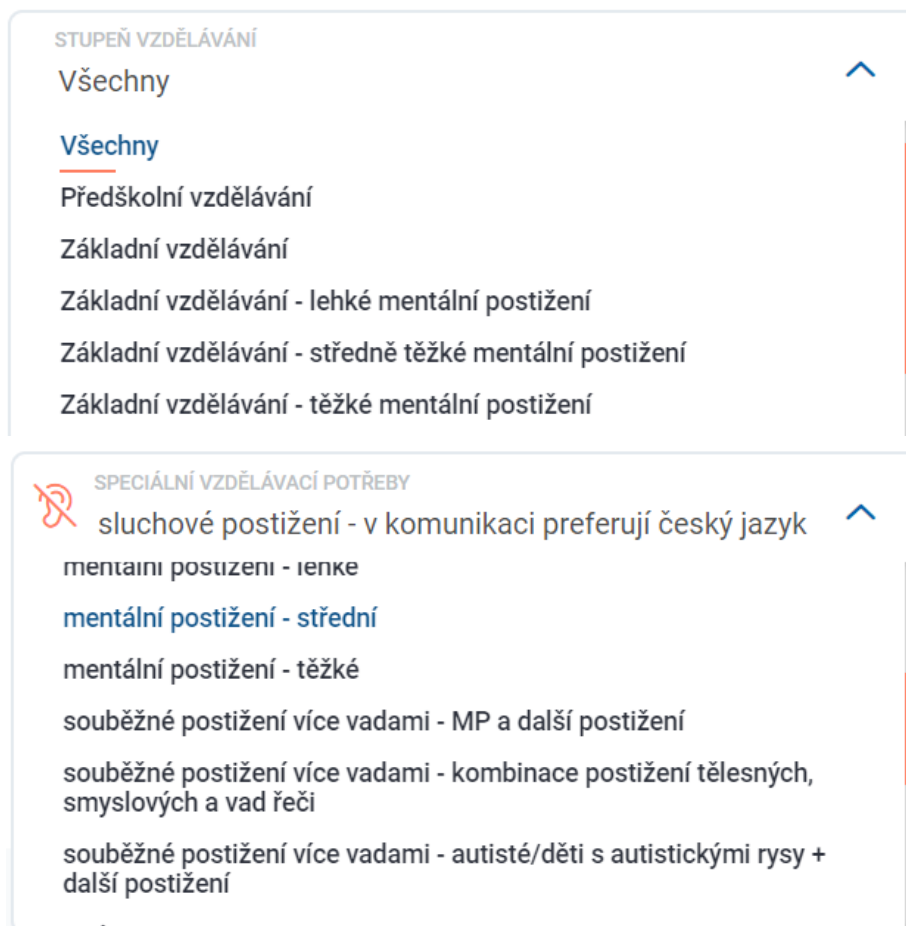 STUPEŇ VZDĚLÁVÁNÍ
Všechny
Všechny
Předškolní vzdělávání
Základní vzdělávání
Základní vzdělávání - lehké mentální postižení
Základní vzdělávání - středně těžké mentální postižení
Základní vzdělávání - těžké mentální postižení
SPECIÁLNÍ VZDĚLÁVACÍ POTŘEBY
sluchové postižení - v komunikaci preferují český jazyk
mentální postižení - lehké
mentální postižení - střední
mentální postižení - těžké
souběžné postižení více vadami - MP a další postižení
souběžné postižení více vadami - kombinace postižení tělesných,
smyslových a vad řeči
souběžné postižení více vadami - autisté/děti s autistickými rysy +
další postižení